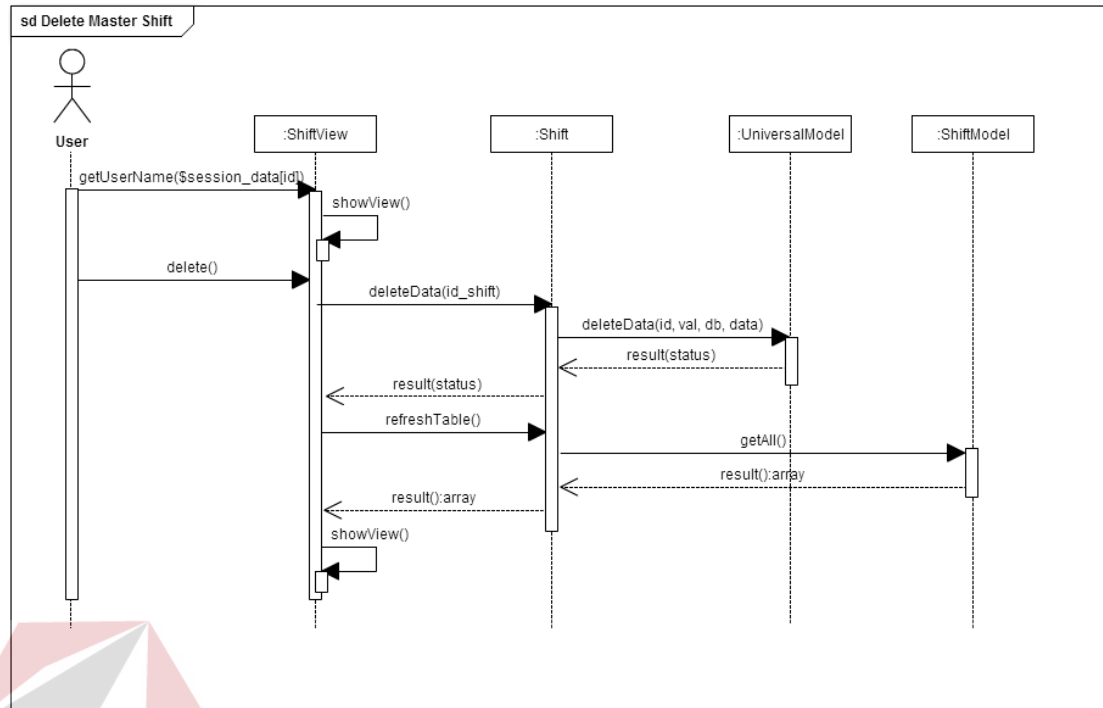 sd Delete Master Shift
User
:ShiftView
:Shift
:UniversalModel
:ShiftModel
getUserName($session_data[id])
showView()
delete()
deleteData(id_shift)
deleteData(id, val, db, data)
result(status)
result(status)
refreshTable()
getAll()
result():array
result():array
showView()